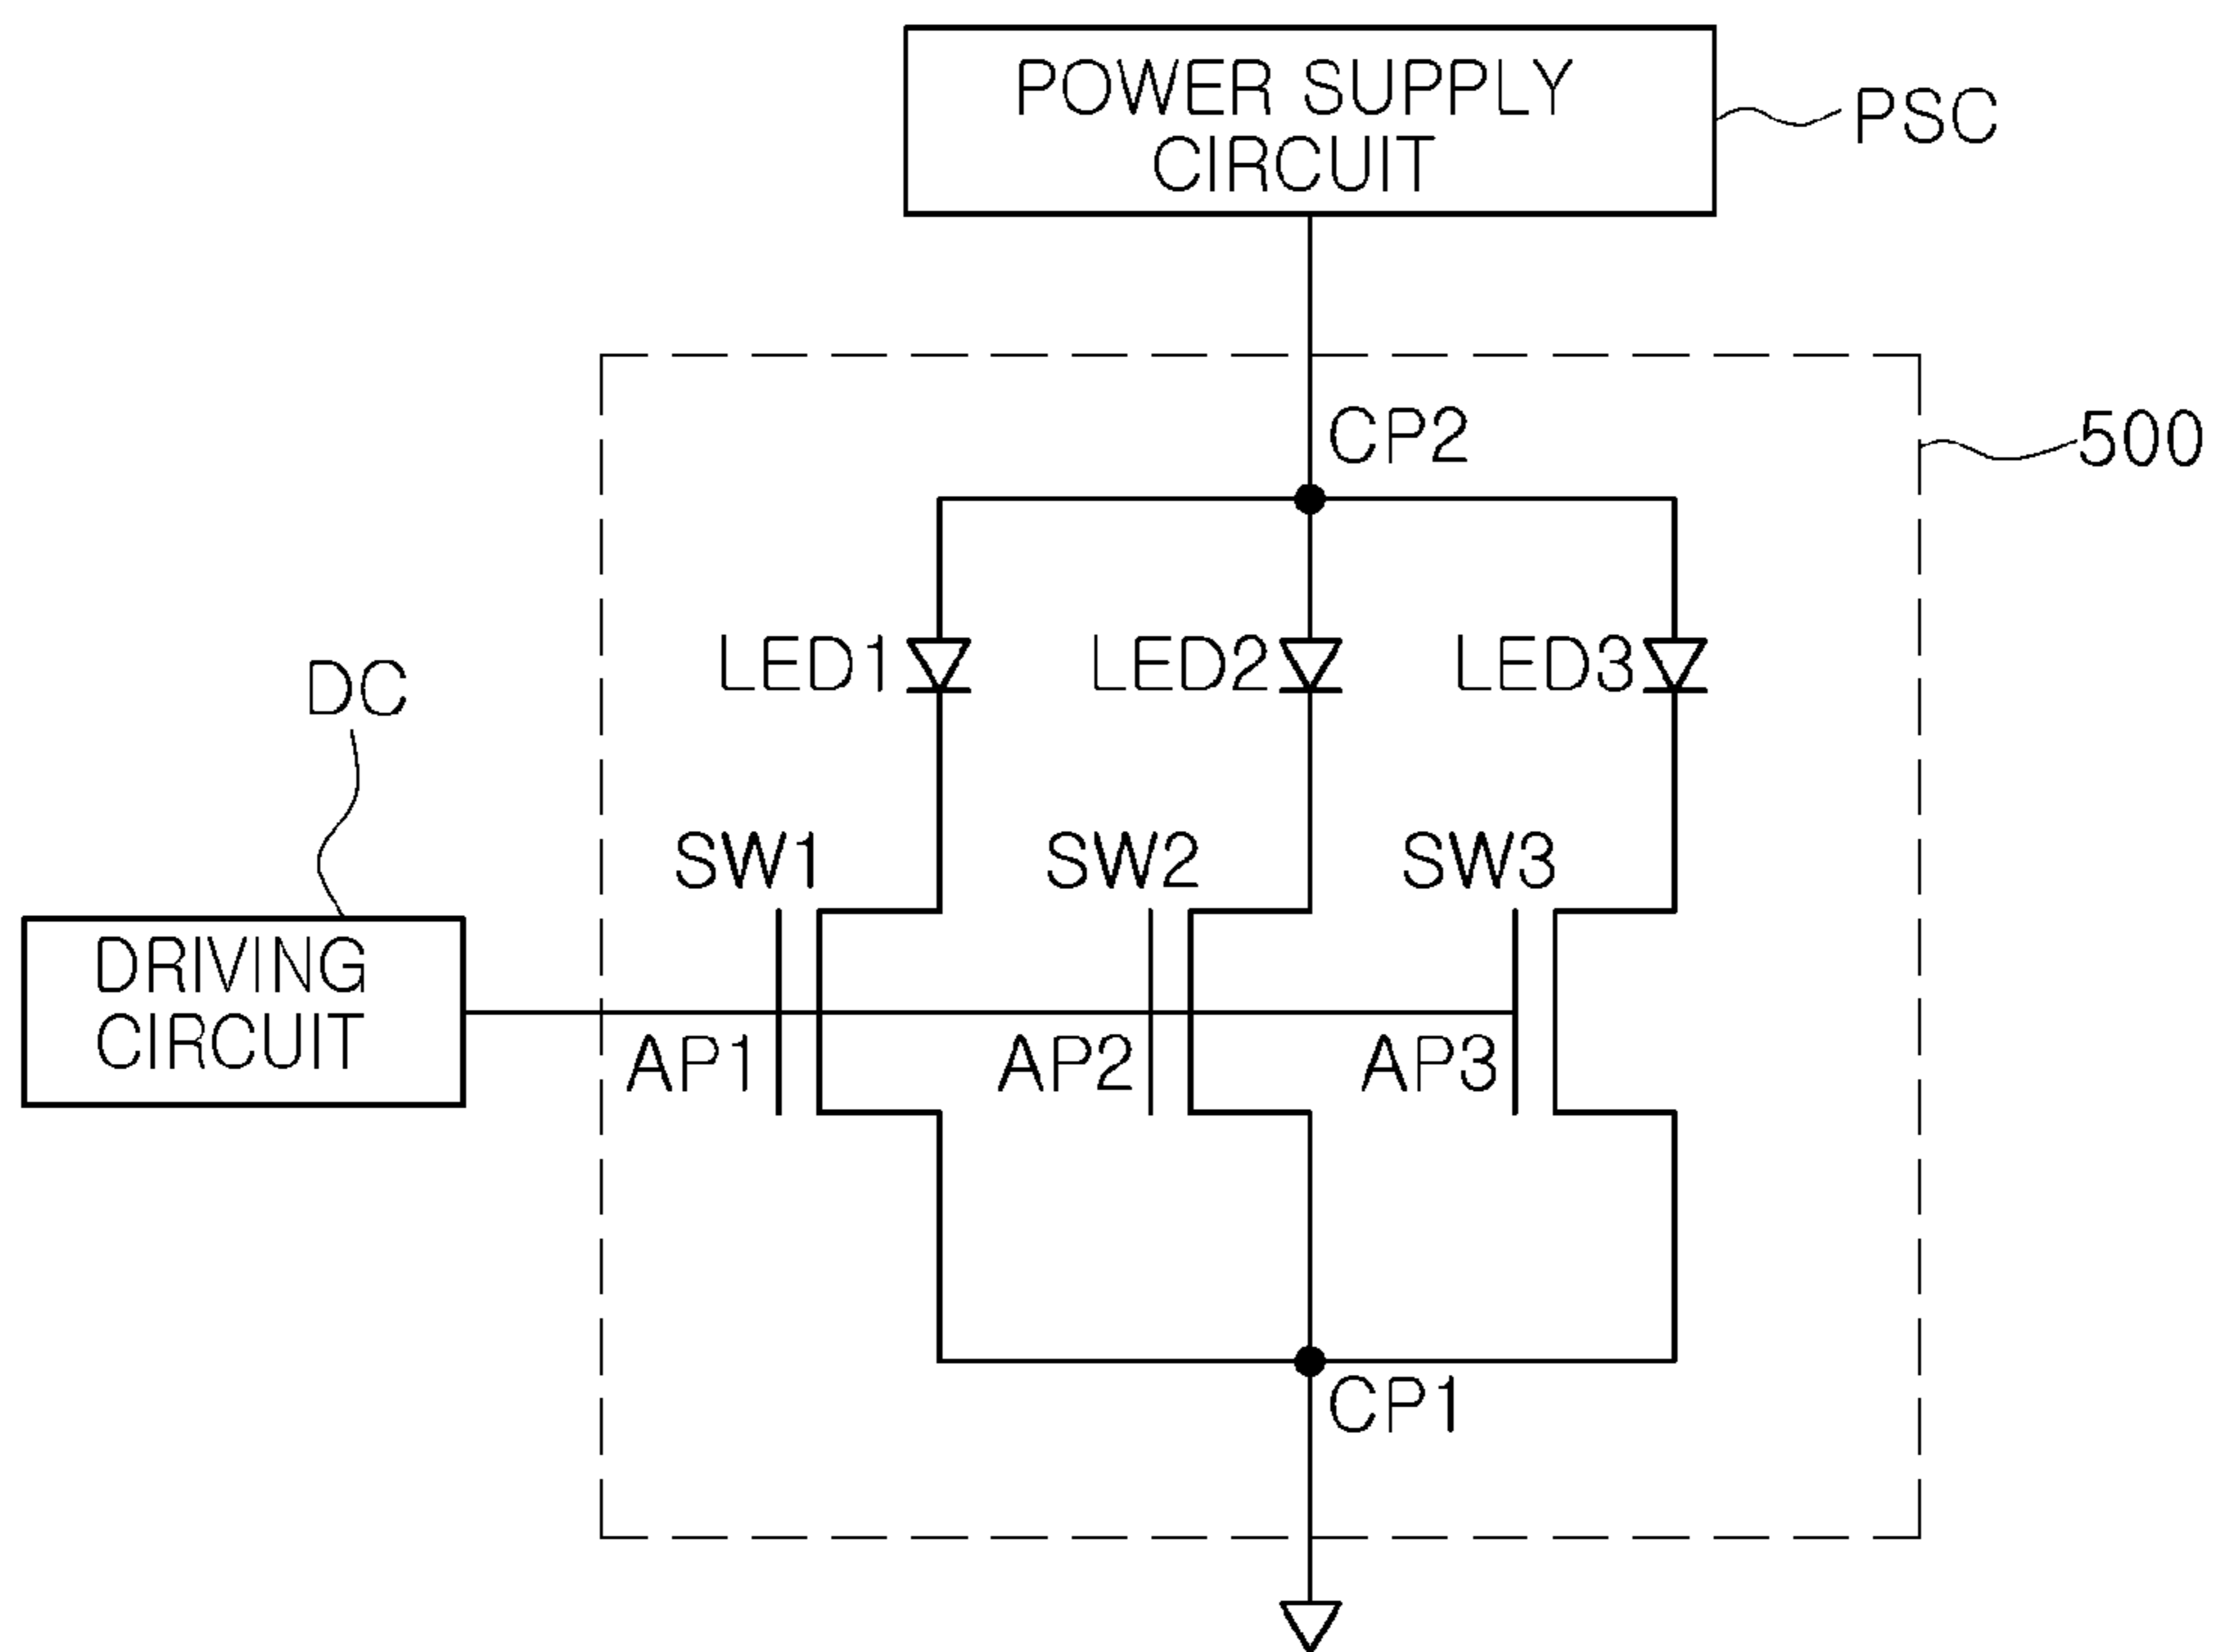 POWER SUPPLY
CIRCUIT
PSC
CP2
500
LED1
LED2
LED3
DC
SW1
SW2
SW3
DRIVING
CIRCUIT
AP1
AP2
AP3
CP1